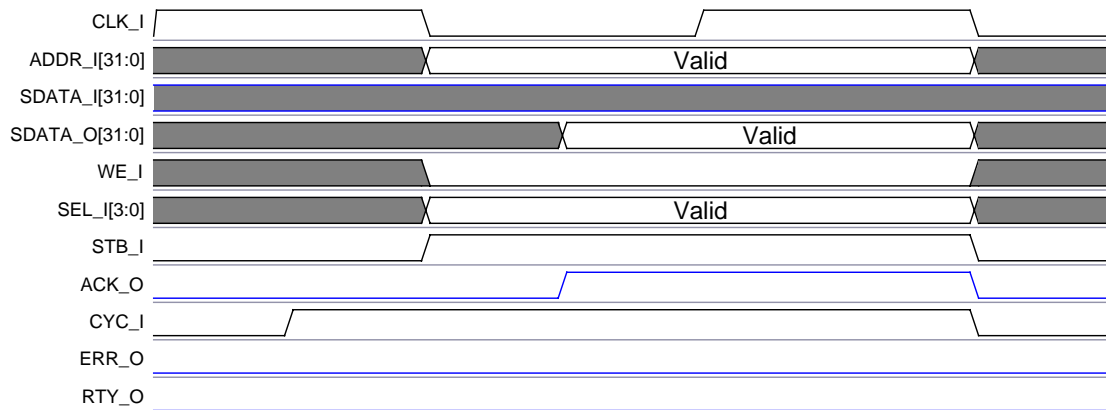 CLK_I
ADDR_I[31:0] Valid
SDATA_I[31:0]
SDATA_O[31:0] Valid
WE_I
SEL_I[3:0] Valid
STB_I
ACK_O
CYC_I
ERR_O
RTY_O